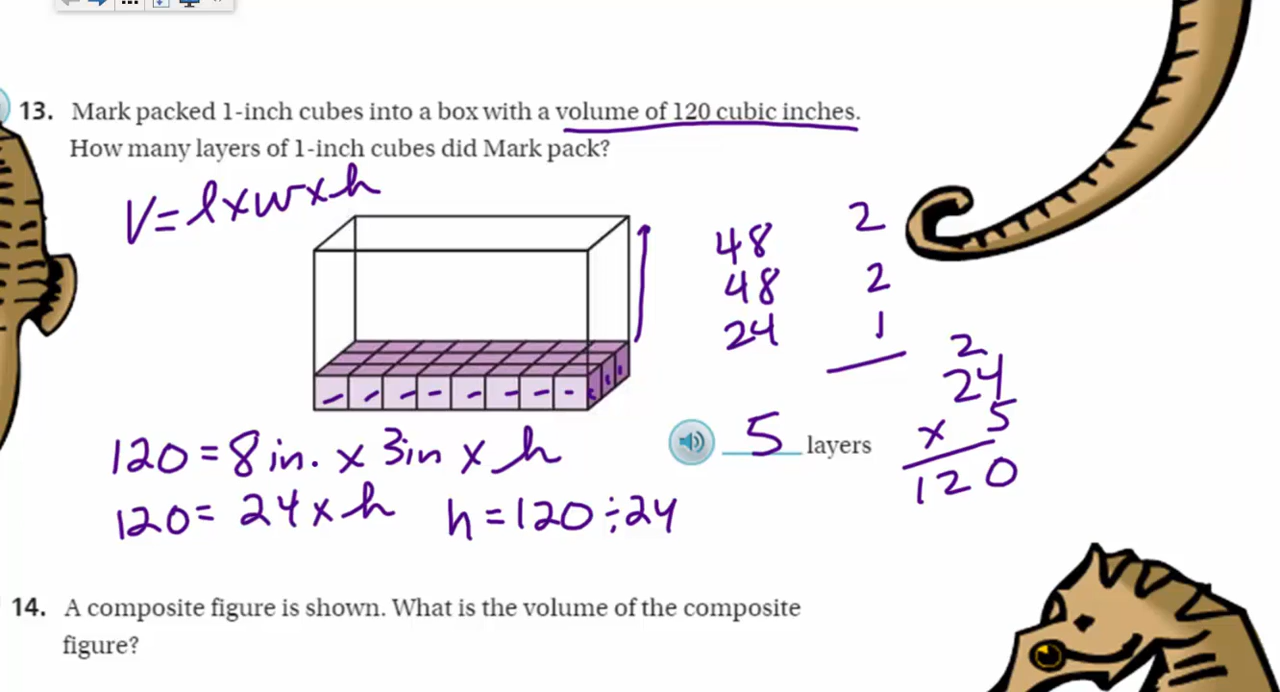 13. Mark packed 1-inch cubes into a box with a volume of 120 cubic inches.
How many layers of 1-inch cubes did Mark pack?
V = l x w x h
48 2
48 2
24 1
2
24
x 5
120
5 layers
120 = 8 in. x 3 in x h
120 = 24 x h h = 120 ÷ 24
14. A composite figure is shown. What is the volume of the composite
figure?